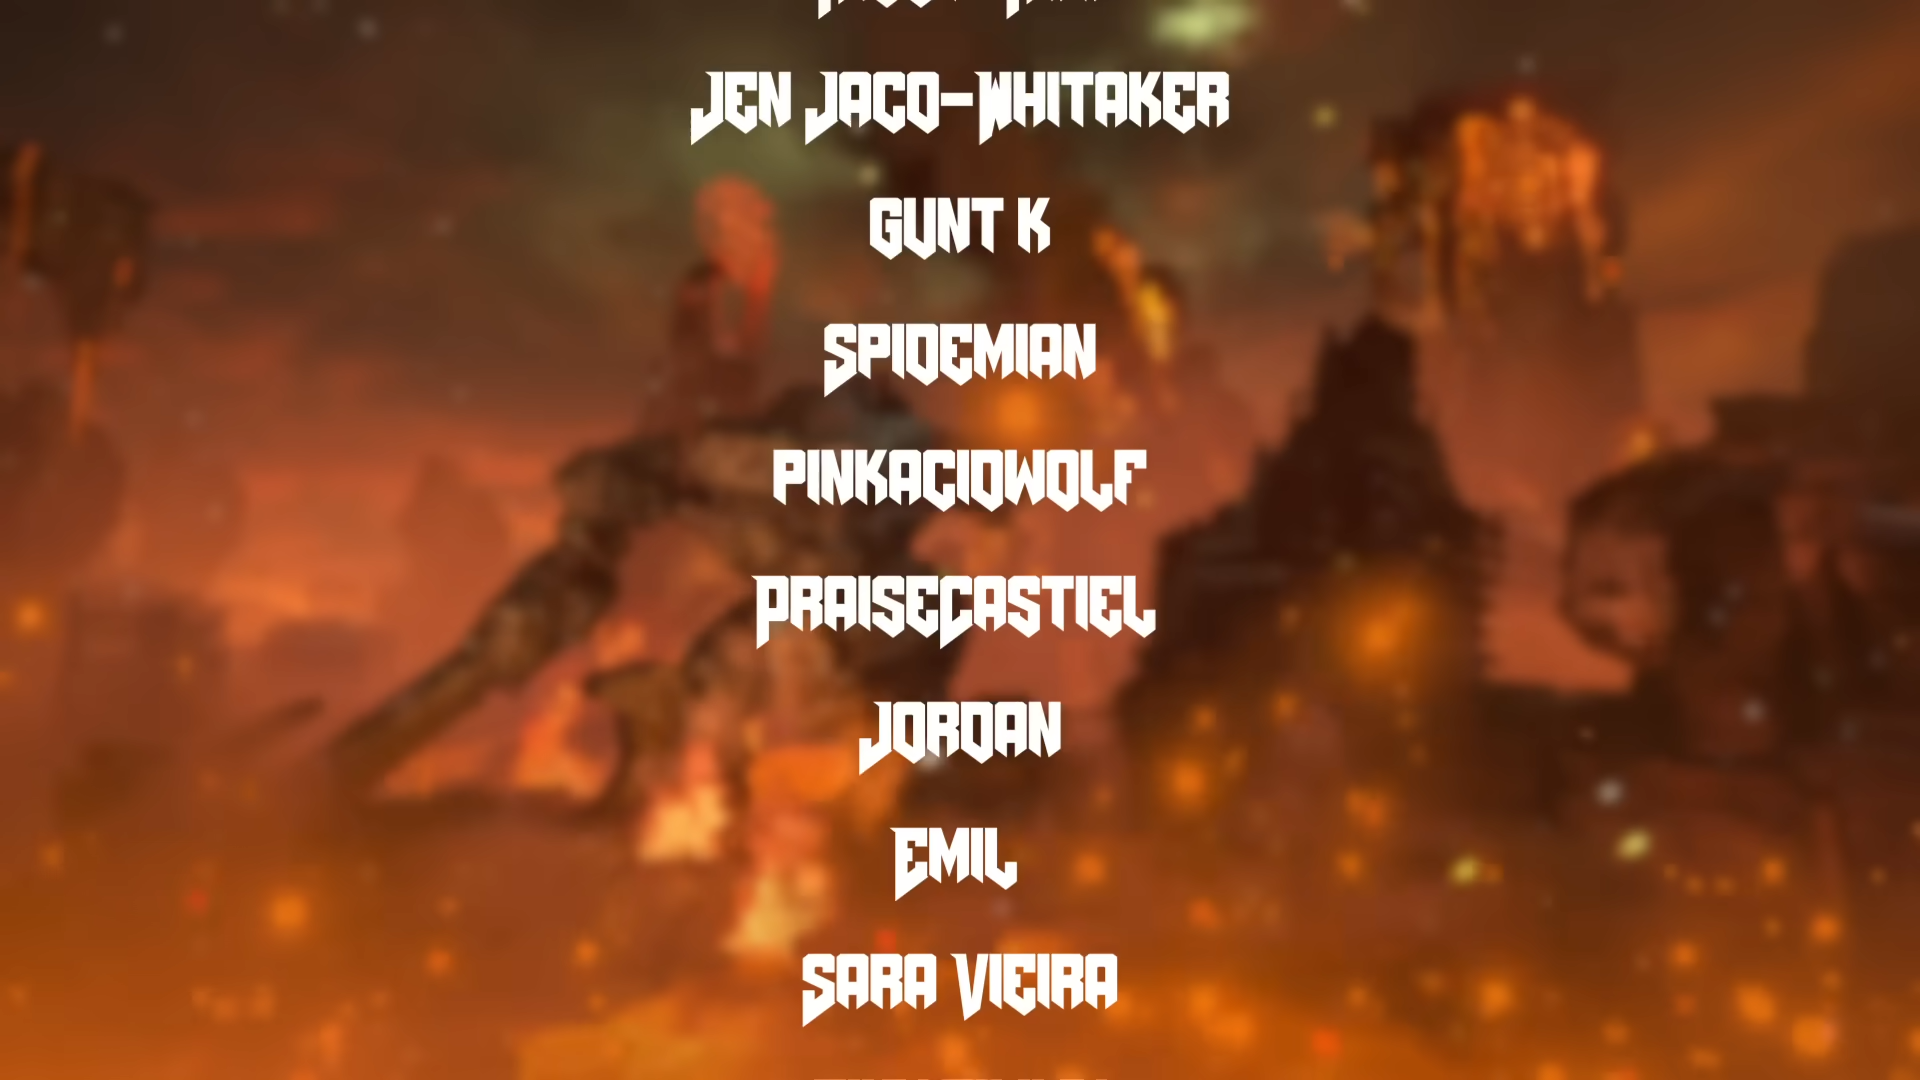 Jen Jaco-Whitaker
Gunt K
Spidemian
pinkacidwolf
PraiseCastiel
Jordan
Emil
Sara Vieira